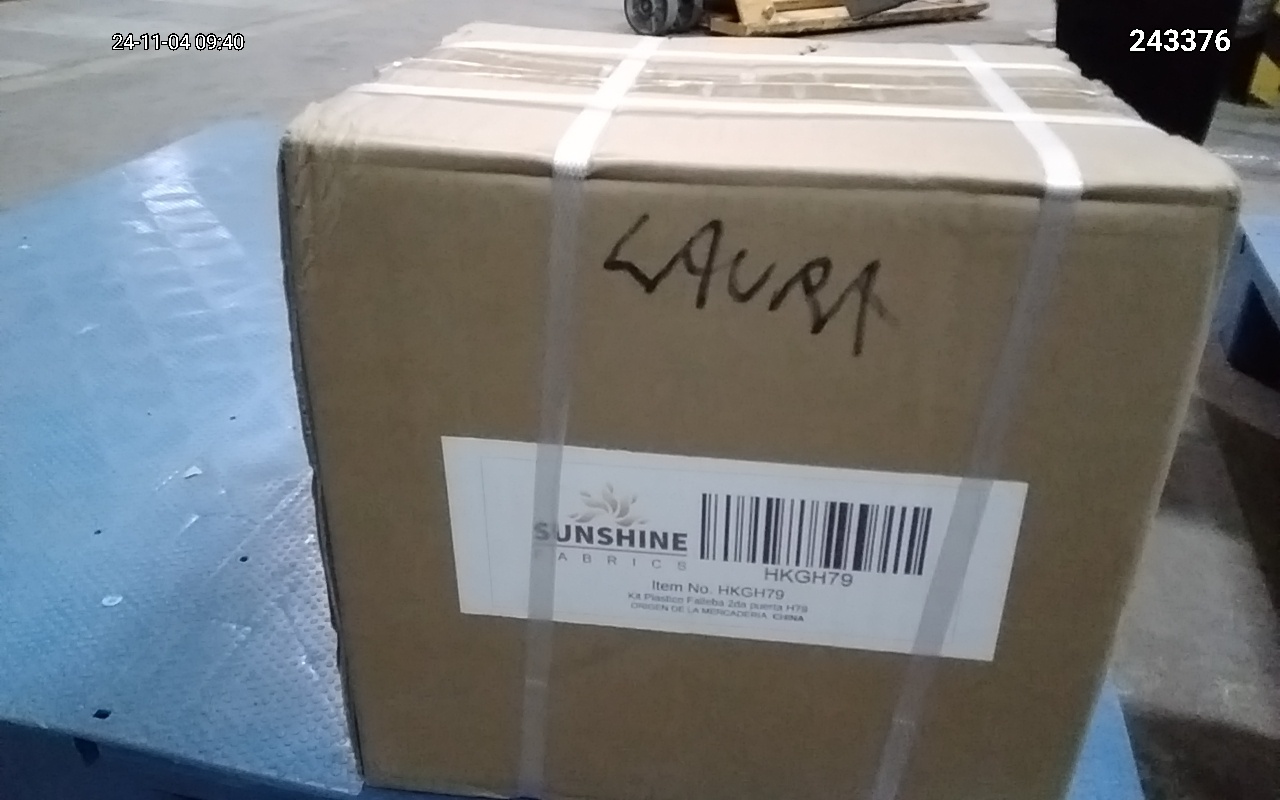 24-11-04 09:40
243376
LAURA
SUNSHINE
FABRICS
HKGH79
Item No. HKGH79
Kit Plastico Falleba 2da puerta H79
ORIGEN DE LA MERCADERIA: CHINA